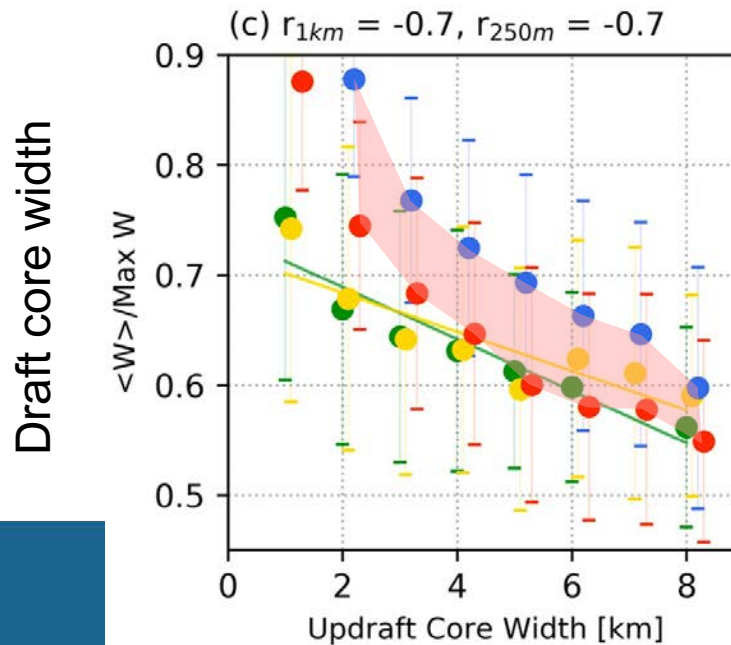 (c) r1km = -0.7, r250m = -0.7
Draft core width
<W>/Max W
0.9
0.8
0.7
0.6
0.5
0 2 4 6 8
Updraft Core Width [km]